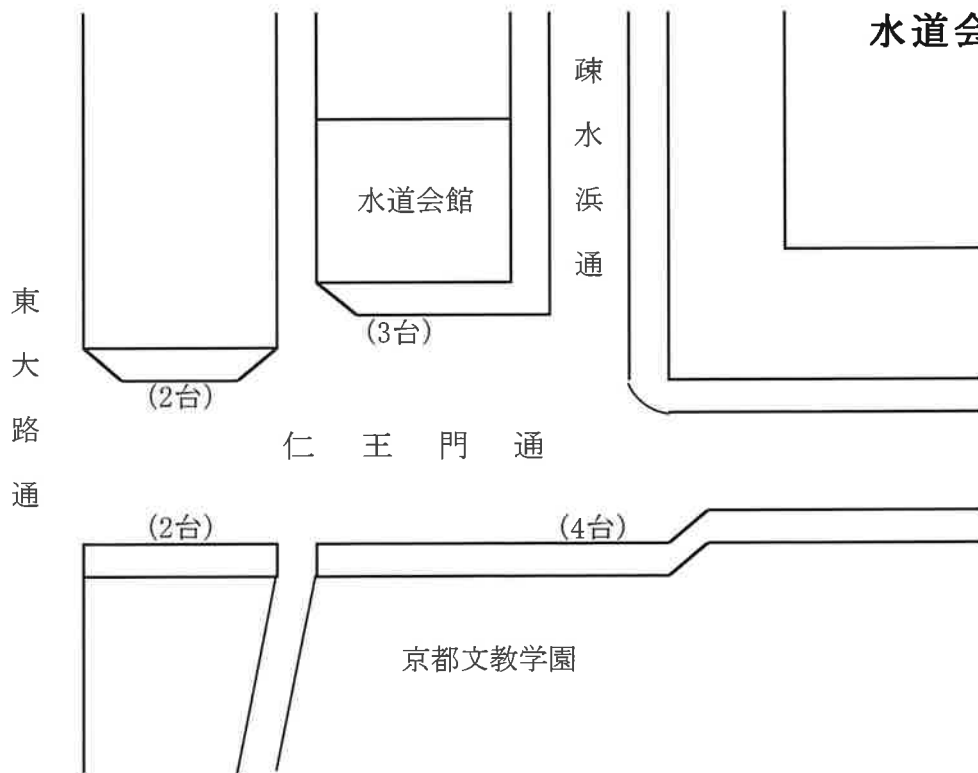 水道会
疎水浜通
水道会館
東大路通
(3台)
(2台)
仁王門通
(2台)
(4台)
京都文教学園